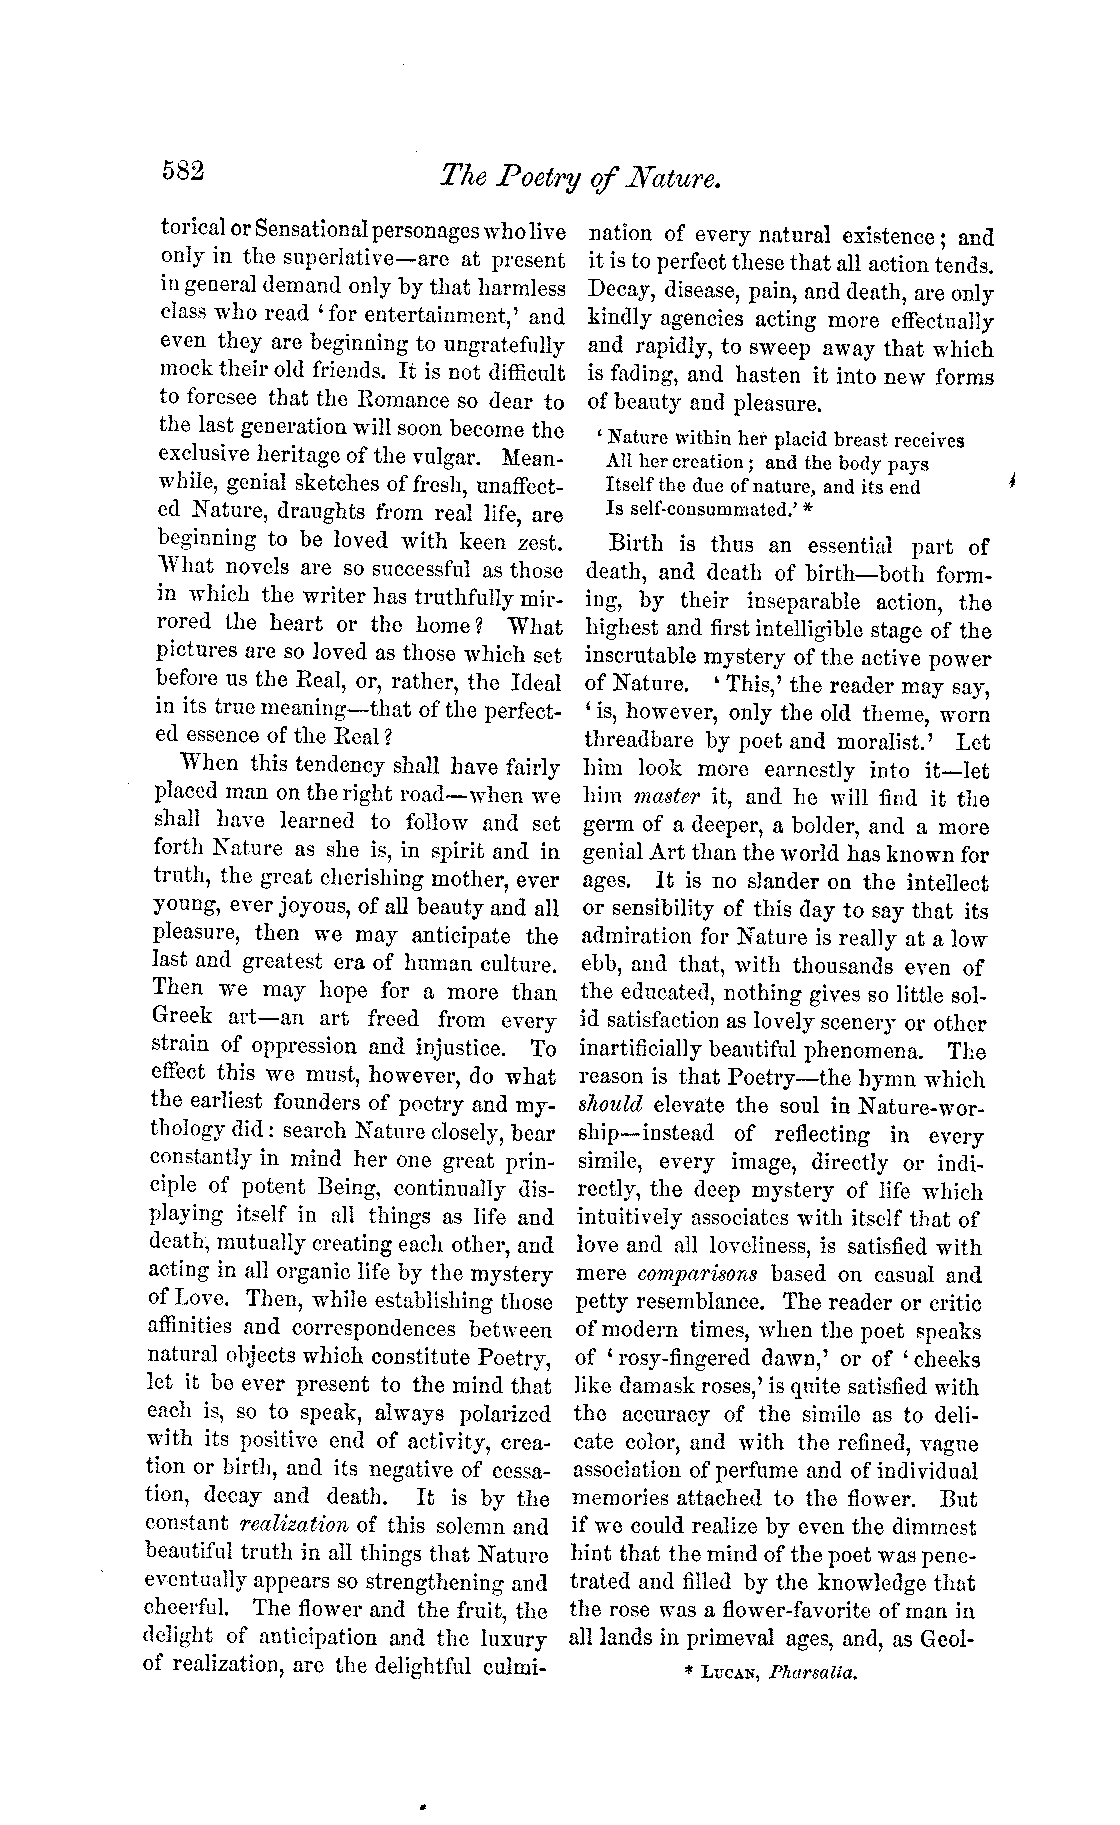 582
The Poetry of Nature.
torical or Sensational personages who live
only in the superlative—are at present
in general demand only by that harmless
class who read ‘for entertainment,’ and
even they are beginning to ungratefully
mock their old friends. It is not difficult
to foresee that the Romance so dear to
the last generation will soon become the
exclusive heritage of the vulgar. Mean-
while, genial sketches of fresh, unaffect-
ed Nature, draughts from real life, are
beginning to be loved with keen zest.
What novels are so successful as those
in which the writer has truthfully mir-
rored the heart or the home? What
pictures are so loved as those which set
before us the Real, or, rather, the Ideal
in its true meaning—that of the perfect-
ed essence of the Real?
When this tendency shall have fairly
placed man on the right road—when we
shall have learned to follow and set
forth Nature as she is, in spirit and in
truth, the great cherishing mother, ever
young, ever joyous, of all beauty and all
pleasure, then we may anticipate the
last and greatest era of human culture.
Then we may hope for a more than
Greek art—an art freed from every
strain of oppression and injustice. To
effect this we must, however, do what
the earliest founders of poetry and my-
thology did: search Nature closely, bear
constantly in mind her one great prin-
ciple of potent Being, continually dis-
playing itself in all things as life and
death, mutually creating each other, and
acting in all organic life by the mystery
of Love. Then, while establishing those
affinities and correspondences between
natural objects which constitute Poetry,
let it be ever present to the mind that
each is, so to speak, always polarized
with its positive end of activity, crea-
tion or birth, and its negative of cessa-
tion, decay and death. It is by the
constant realization of this solemn and
beautiful truth in all things that Nature
eventually appears so strengthening and
cheerful. The flower and the fruit, the
delight of anticipation and the luxury
of realization, are the delightful culmi-
nation of every natural existence; and
it is to perfect these that all action tends.
Decay, disease, pain, and death, are only
kindly agencies acting more effectually
and rapidly, to sweep away that which
is fading, and hasten it into new forms
of beauty and pleasure.
‘Nature within her placid breast receives
All her creation; and the body pays
Itself the due of nature, and its end
Is self-consummated.’ *
Birth is thus an essential part of
death, and death of birth—both form-
ing, by their inseparable action, the
highest and first intelligible stage of the
inscrutable mystery of the active power
of Nature. ‘This,’ the reader may say,
‘is, however, only the old theme, worn
threadbare by poet and moralist.’ Let
him look more earnestly into it—let
him master it, and he will find it the
germ of a deeper, a bolder, and a more
genial Art than the world has known for
ages. It is no slander on the intellect
or sensibility of this day to say that its
admiration for Nature is really at a low
ebb, and that, with thousands even of
the educated, nothing gives so little sol-
id satisfaction as lovely scenery or other
inartificially beautiful phenomena. The
reason is that Poetry—the hymn which
should elevate the soul in Nature-wor-
ship—instead of reflecting in every
simile, every image, directly or indi-
rectly, the deep mystery of life which
intuitively associates with itself that of
love and all loveliness, is satisfied with
mere comparisons based on casual and
petty resemblance. The reader or critic
of modern times, when the poet speaks
of ‘rosy-fingered dawn,’ or of ‘cheeks
like damask roses,’ is quite satisfied with
the accuracy of the simile as to deli-
cate color, and with the refined, vague
association of perfume and of individual
memories attached to the flower. But
if we could realize by even the dimmest
hint that the mind of the poet was pene-
trated and filled by the knowledge that
the rose was a flower-favorite of man in
all lands in primeval ages, and, as Geol-
* LUCAN, Pharsalia.